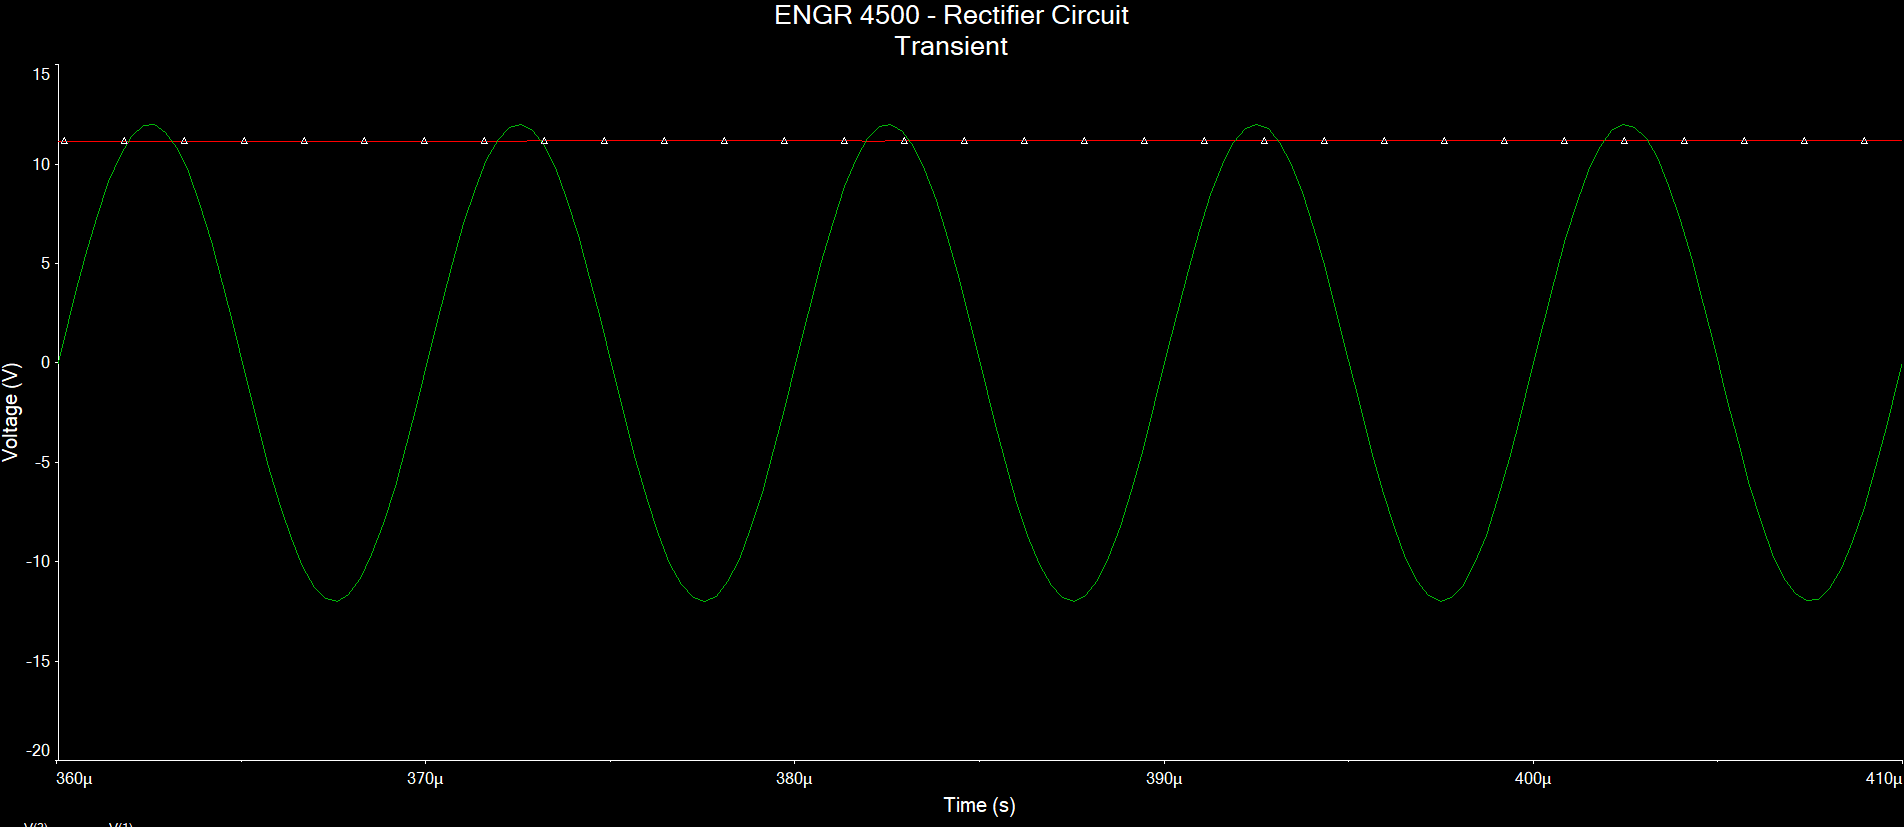 ENGR 4500 - Rectifier Circuit
Transient
15
10
5
0
-5
-10
-15
-20
Voltage (V)
360μ 370μ 380μ 390μ 400μ 410μ
Time (s)
V(1)